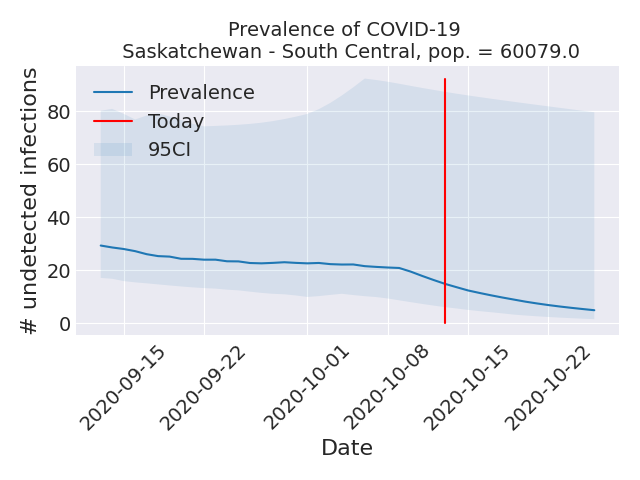 Prevalence of COVID-19
Saskatchewan - South Central, pop. = 60079.0
# undetected infections
80
60
40
20
0
Prevalence
Today
95CI
2020-09-15
2020-09-22
2020-10-01
2020-10-08
2020-10-15
2020-10-22
Date